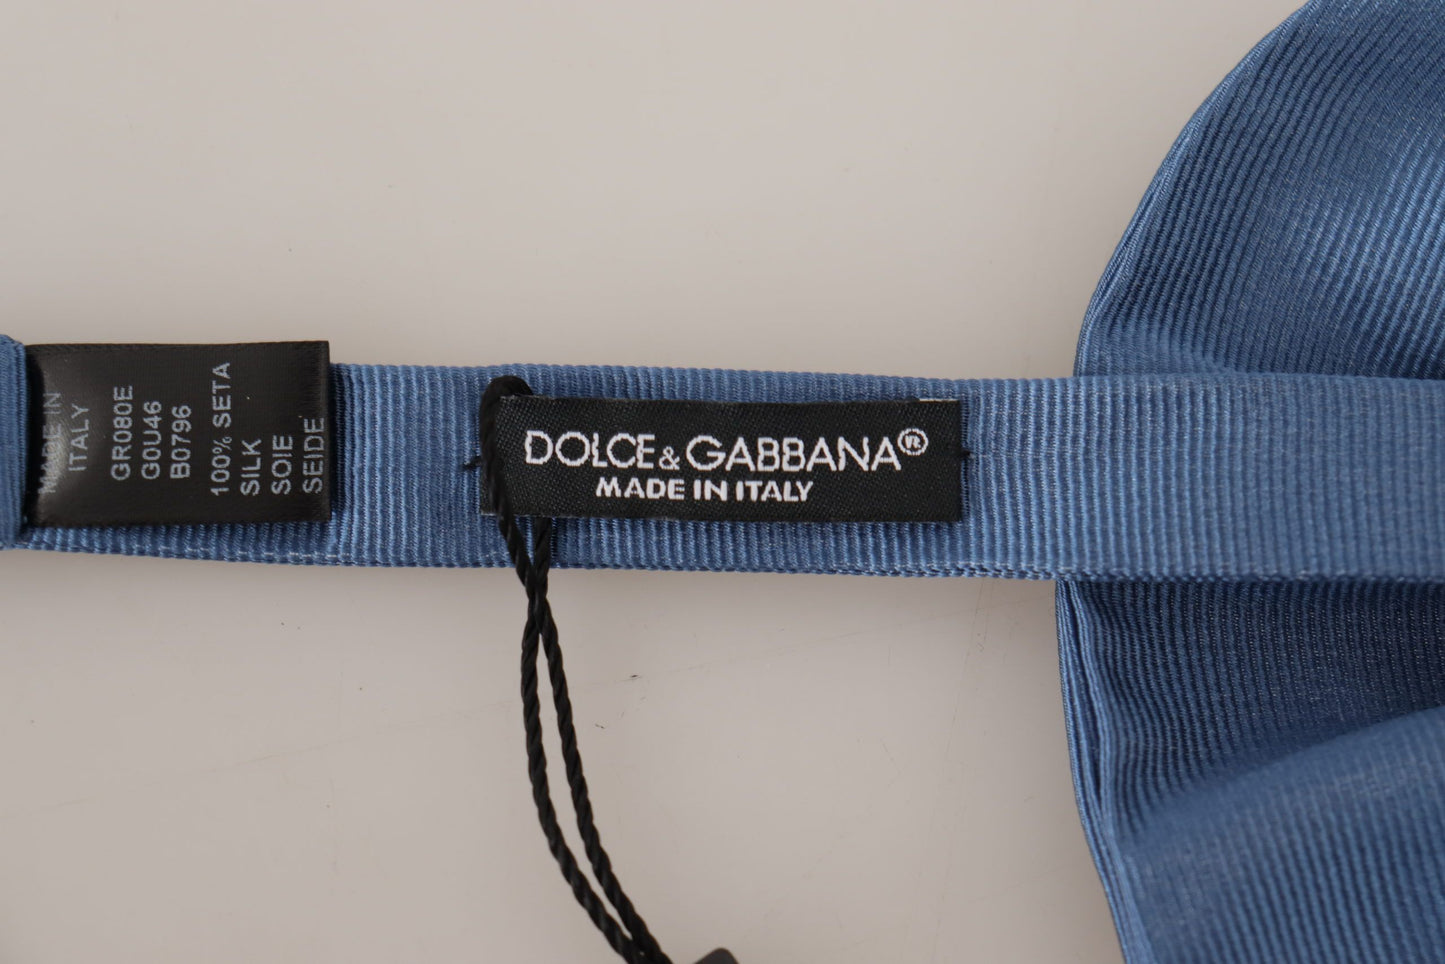 MADE IN
ITALY
GR080E
G0U46
B0796
100% SETA
SILK
SOIE
SEIDE
DOLCE & GABBANA®
MADE IN ITALY